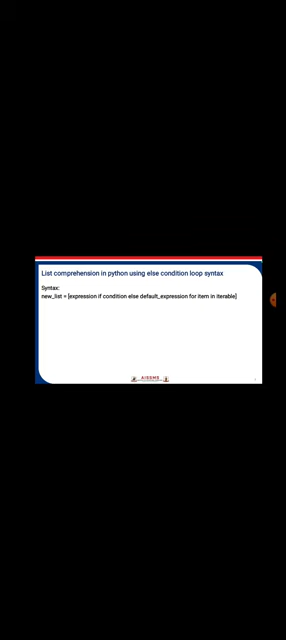 List comprehension in python using else condition loop syntax
Syntax:
new_list = [expression if condition else default_expression for item in iterable]
AISSMS